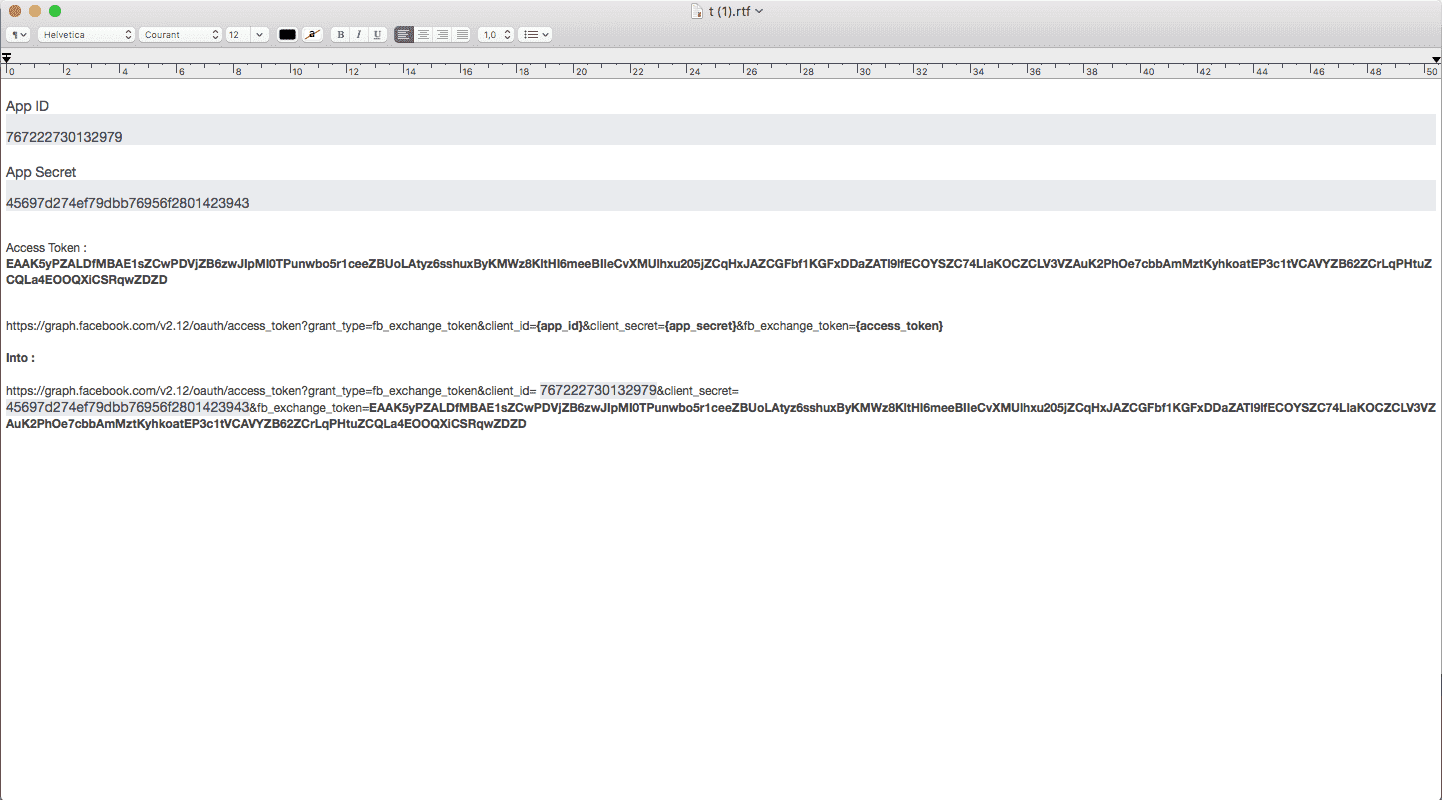 t (1).rtf
¶ Helvetica Courant 12 a B I U 1,0
0 2 4 6 8 10 12 14 16 18 20 22 24 26 28 30 32 34 36 38 40 42 44 46 48 50
App ID
767222730132979
App Secret
45697d274ef79dbb76956f2801423943
Access Token :
https://graph.facebook.com/v2.12/oauth/access_token?grant_type=fb_exchange_token&client_id={app_id}&client_secret={app_secret}&fb_exchange_token={access_token}
Into :
https://graph.facebook.com/v2.12/oauth/access_token?grant_type=fb_exchange_token&client_id= 767222730132979&client_secret=
45697d274ef79dbb76956f2801423943&fb_exchange_token=